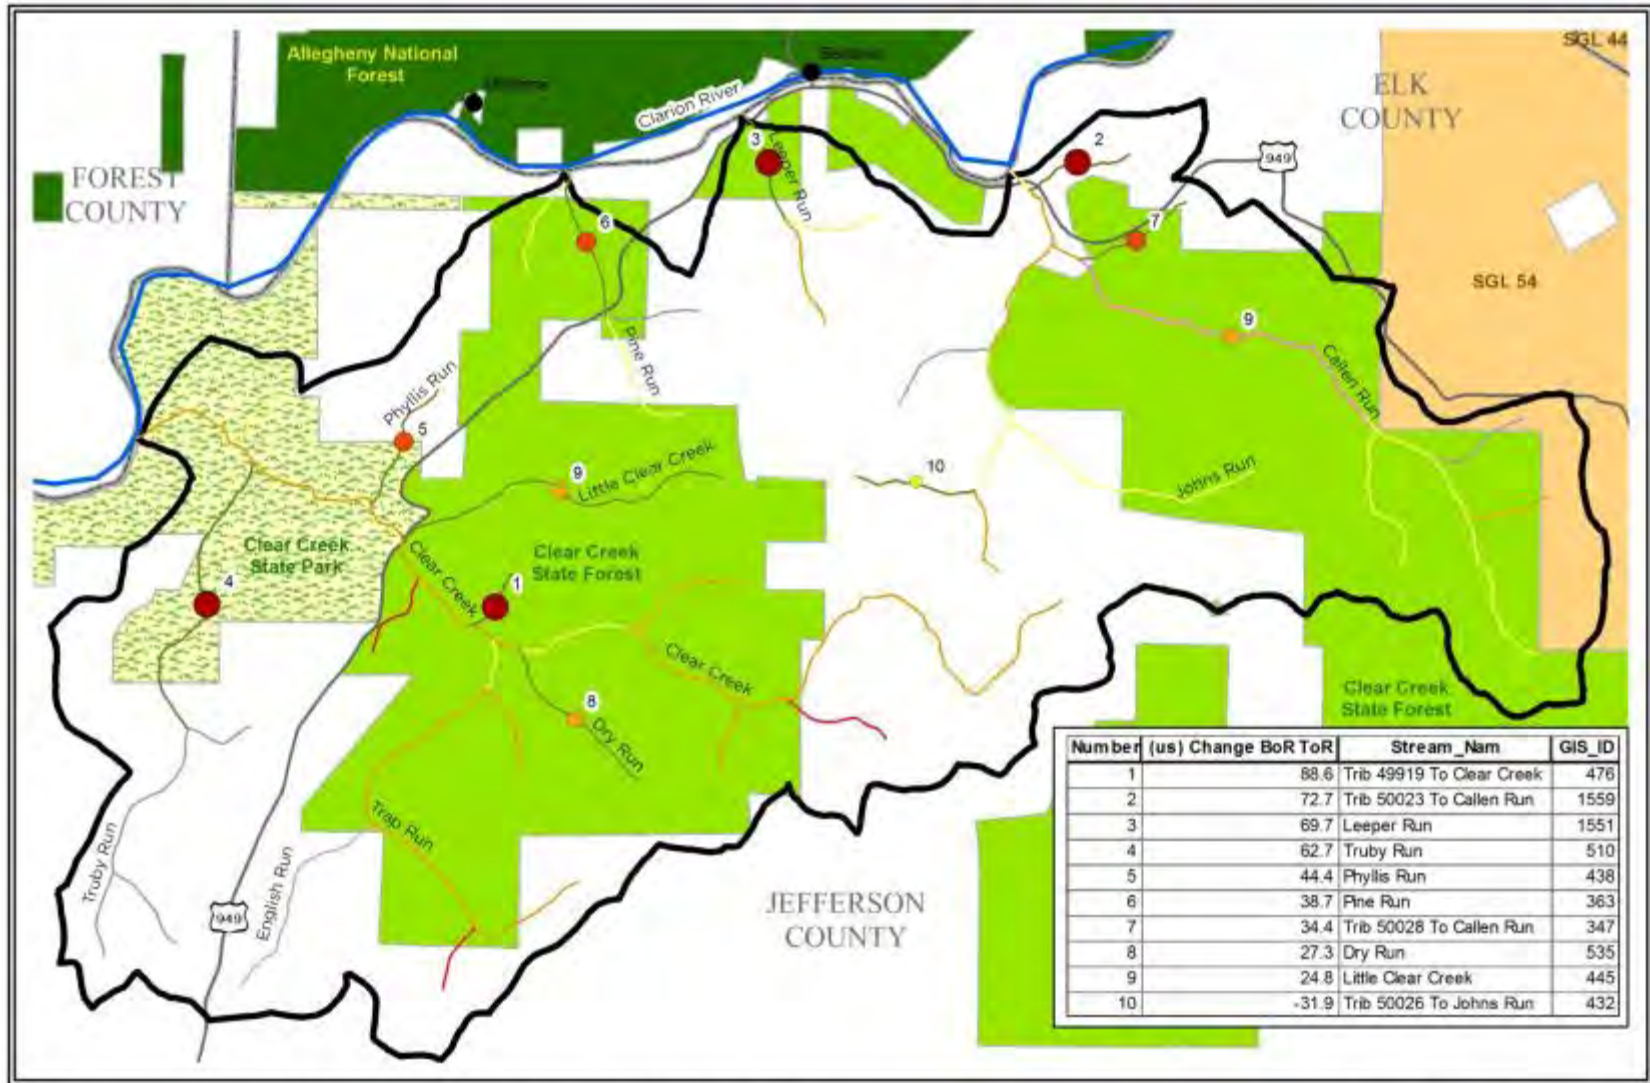 Allegheny National
Forest
SGL 44
ELK
COUNTY
Clarion River
949
FOREST
COUNTY
3
Leeper Run
2
6
7
SGL 54
Pine Run
9
Callen Run
Phyllis Run
5
9
Little Clear Creek
10
Johns Run
Clear Creek
State Park
Clear Creek
Clear Creek
State Forest
4
1
Clear Creek
Clear Creek
State Forest
8
Dry Run
Trap Run
Truby Run
English Run
949
JEFFERSON
COUNTY
Number (us) Change BoR ToR Stream_Nam GIS_ID
1 88.6 Trib 49919 To Clear Creek 476
2 72.7 Trib 50023 To Callen Run 1559
3 69.7 Leeper Run 1551
4 62.7 Truby Run 510
5 44.4 Phyllis Run 438
6 38.7 Pine Run 363
7 34.4 Trib 50028 To Callen Run 347
8 27.3 Dry Run 535
9 24.8 Little Clear Creek 445
10 -31.9 Trib 50026 To Johns Run 432